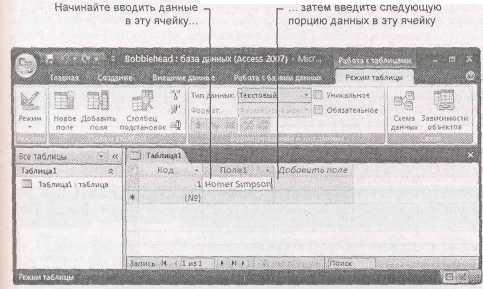 Начинайте вводить данные
в эту ячейку...
... затем введите следующую
порцию данных в эту ячейку
Bobblehead : база данных (Access 2007) - Micr...
Работа с таблицами
Главная Создание Внешние данные Работа с базами данных Режим таблицы
Режим
Новое поле
Добавить поля
Столбец подстановок
Тип данных: Текстовый
Формат:
Уникальное
Обязательное
Схема данных
Зависимости объектов
Все таблицы «
Таблица1
Таблица1 : таблица
Таблица1
Код Поле1 Добавить поле
1 Homer Simpson
* (№)
Запись: 1 из 1 Поиск
Режим таблицы